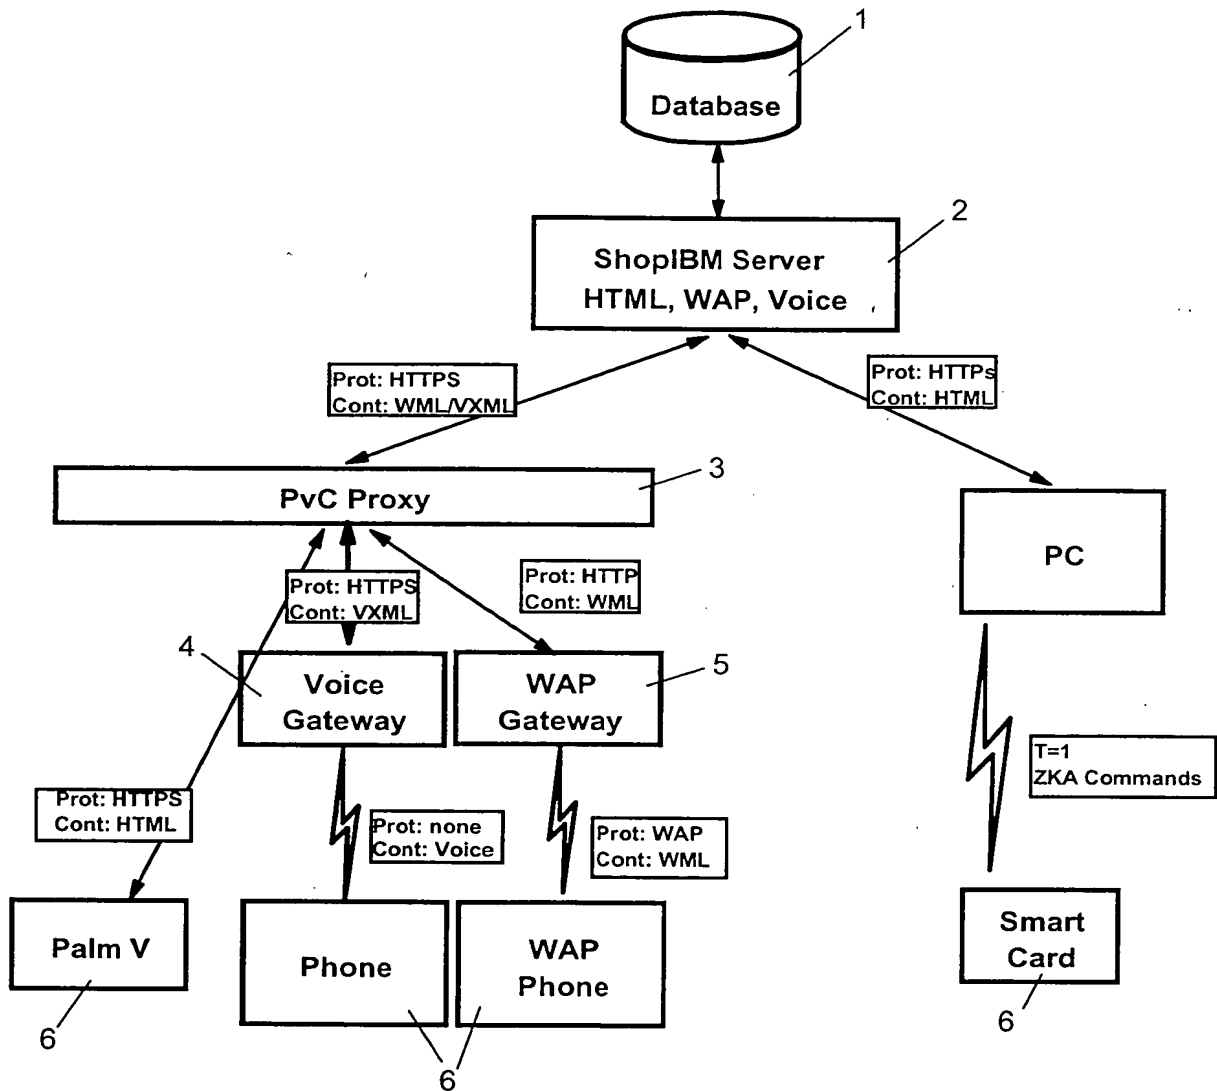 1
Database
2
ShopIBM Server
HTML, WAP, Voice
Prot: HTTPS
Cont: WML/VXML
Prot: HTTPs
Cont: HTML
3
PvC Proxy
PC
Prot: HTTPS
Cont: VXML
Prot: HTTP
Cont: WML
4
Voice
Gateway
WAP
Gateway
5
T=1
ZKA Commands
Prot: HTTPS
Cont: HTML
Prot: none
Cont: Voice
Prot: WAP
Cont: WML
Palm V
Phone
WAP
Phone
Smart
Card
6
6
6